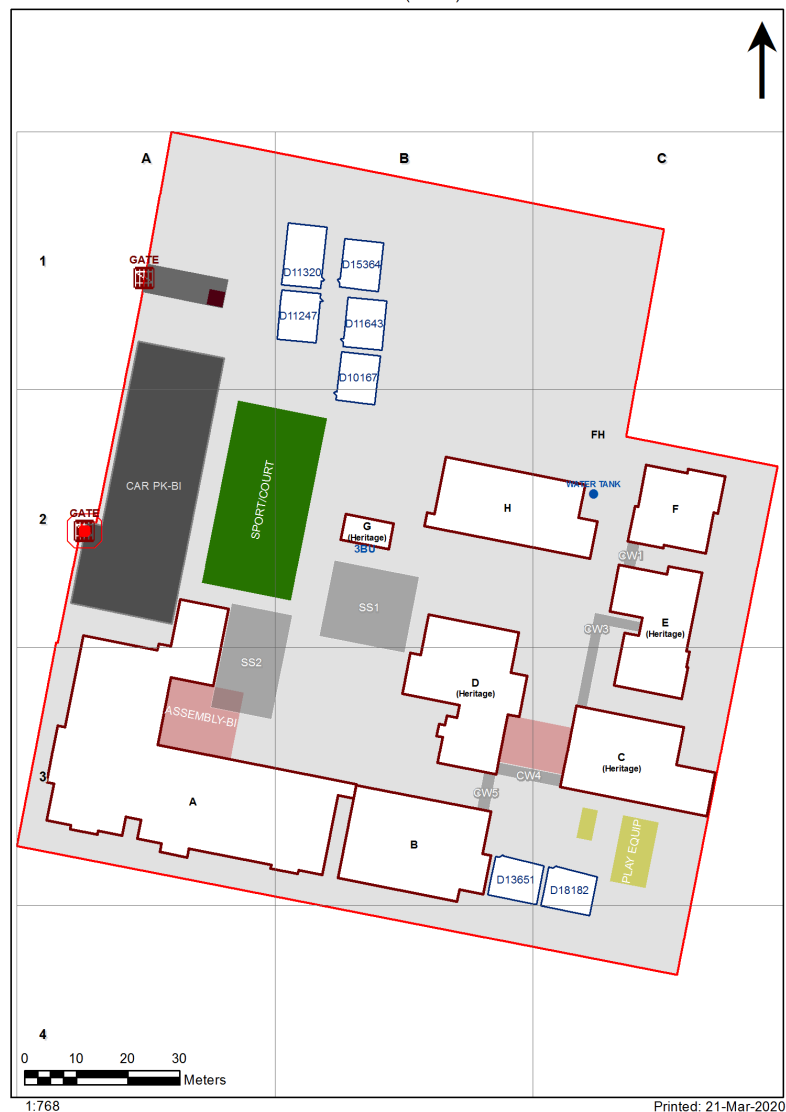 A
B
C
1
GATE
D11320
D15364
D11247
D11643
D10167
FH
CAR PK-BI
SPORT/COURT
WATER TANK
2
GATE
G
(Heritage)
3BU
H
F
CW1
SS1
E
(Heritage)
CW3
SS2
D
(Heritage)
ASSEMBLY-BI
C
(Heritage)
3
CW4
CW5
A
B
PLAY EQUIP
D13651
D18182
4
0 10 20 30
Meters
1:768
Printed: 21-Mar-2020